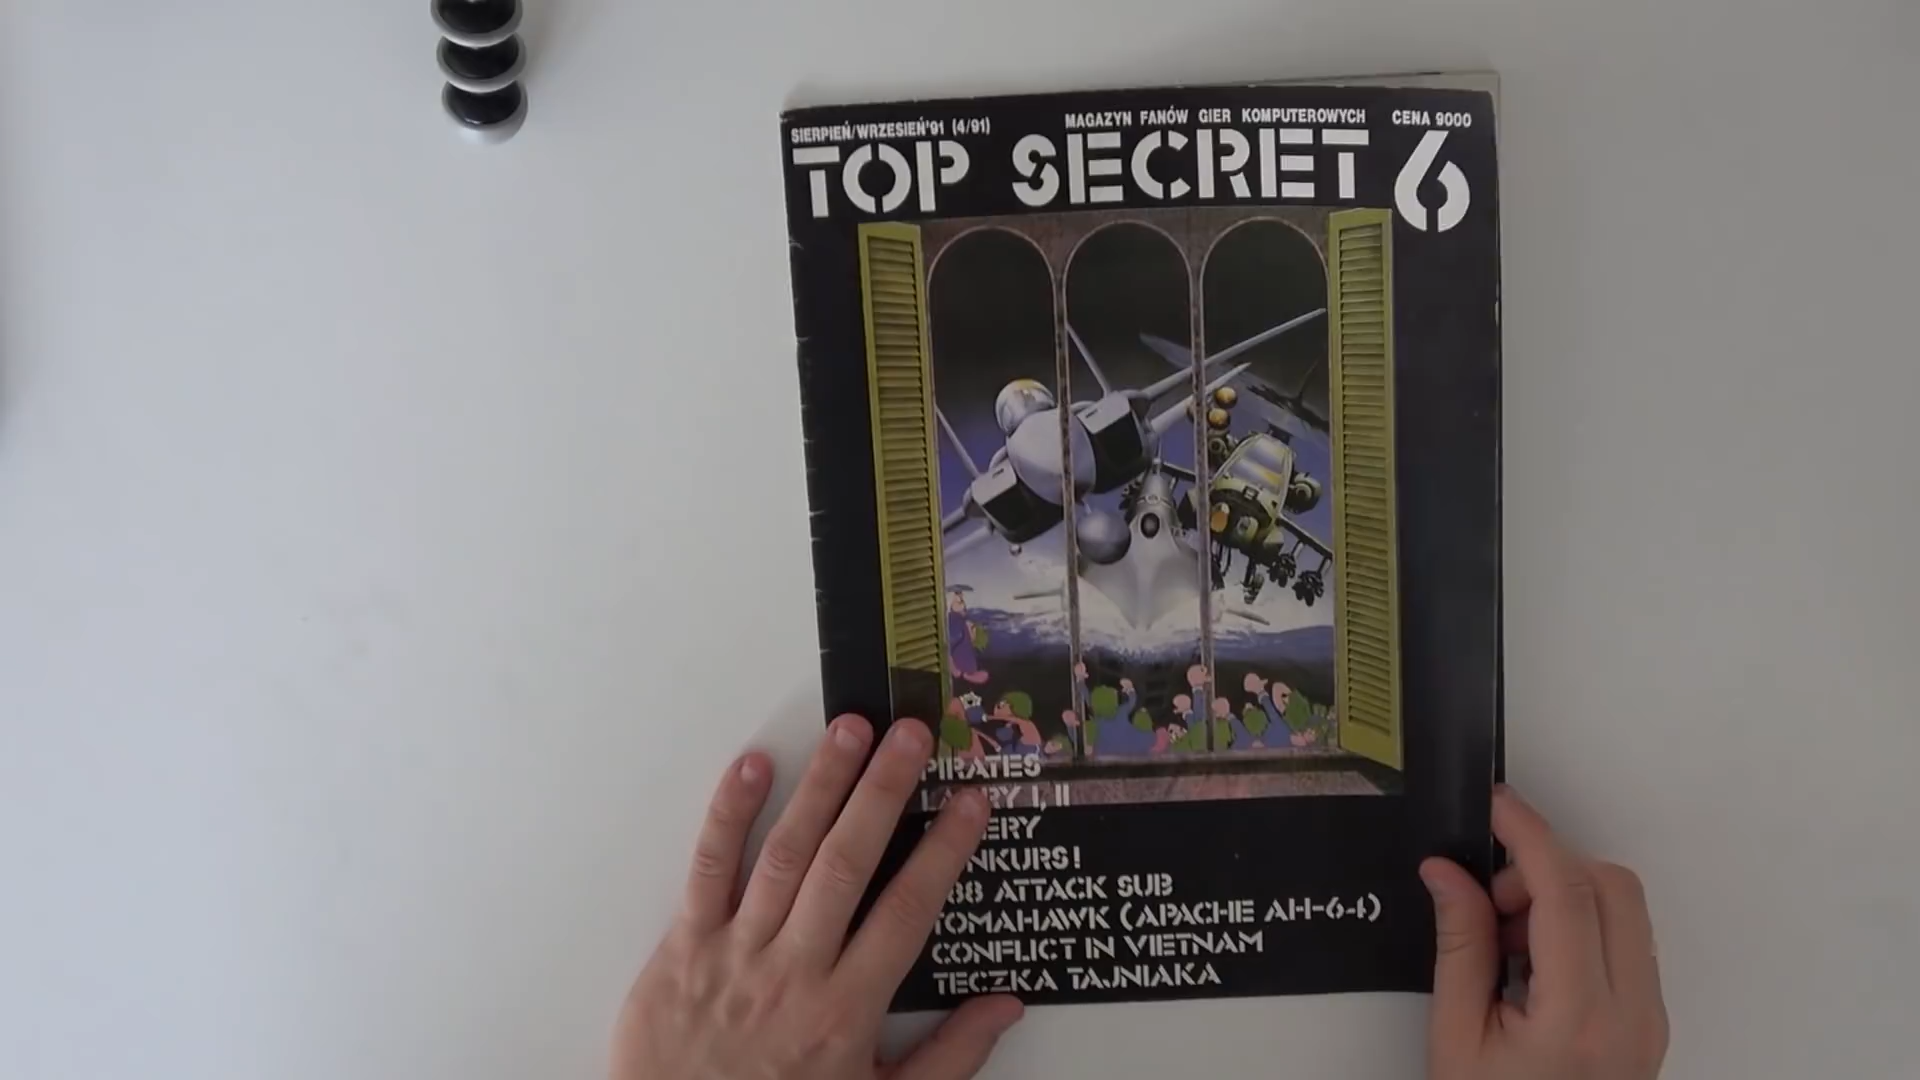 SIERPIEŃ/WRZESIEŃ'91 (4/91)
MAGAZYN FANÓW GIER KOMPUTEROWYCH
CENA 9000
TOP SECRET 6
PIRATES
I, II
ATTACK SUB
TOMAHAWK (APACHE AH-64)
CONFLICT IN VIETNAM
TECZKA TAJNIAKA